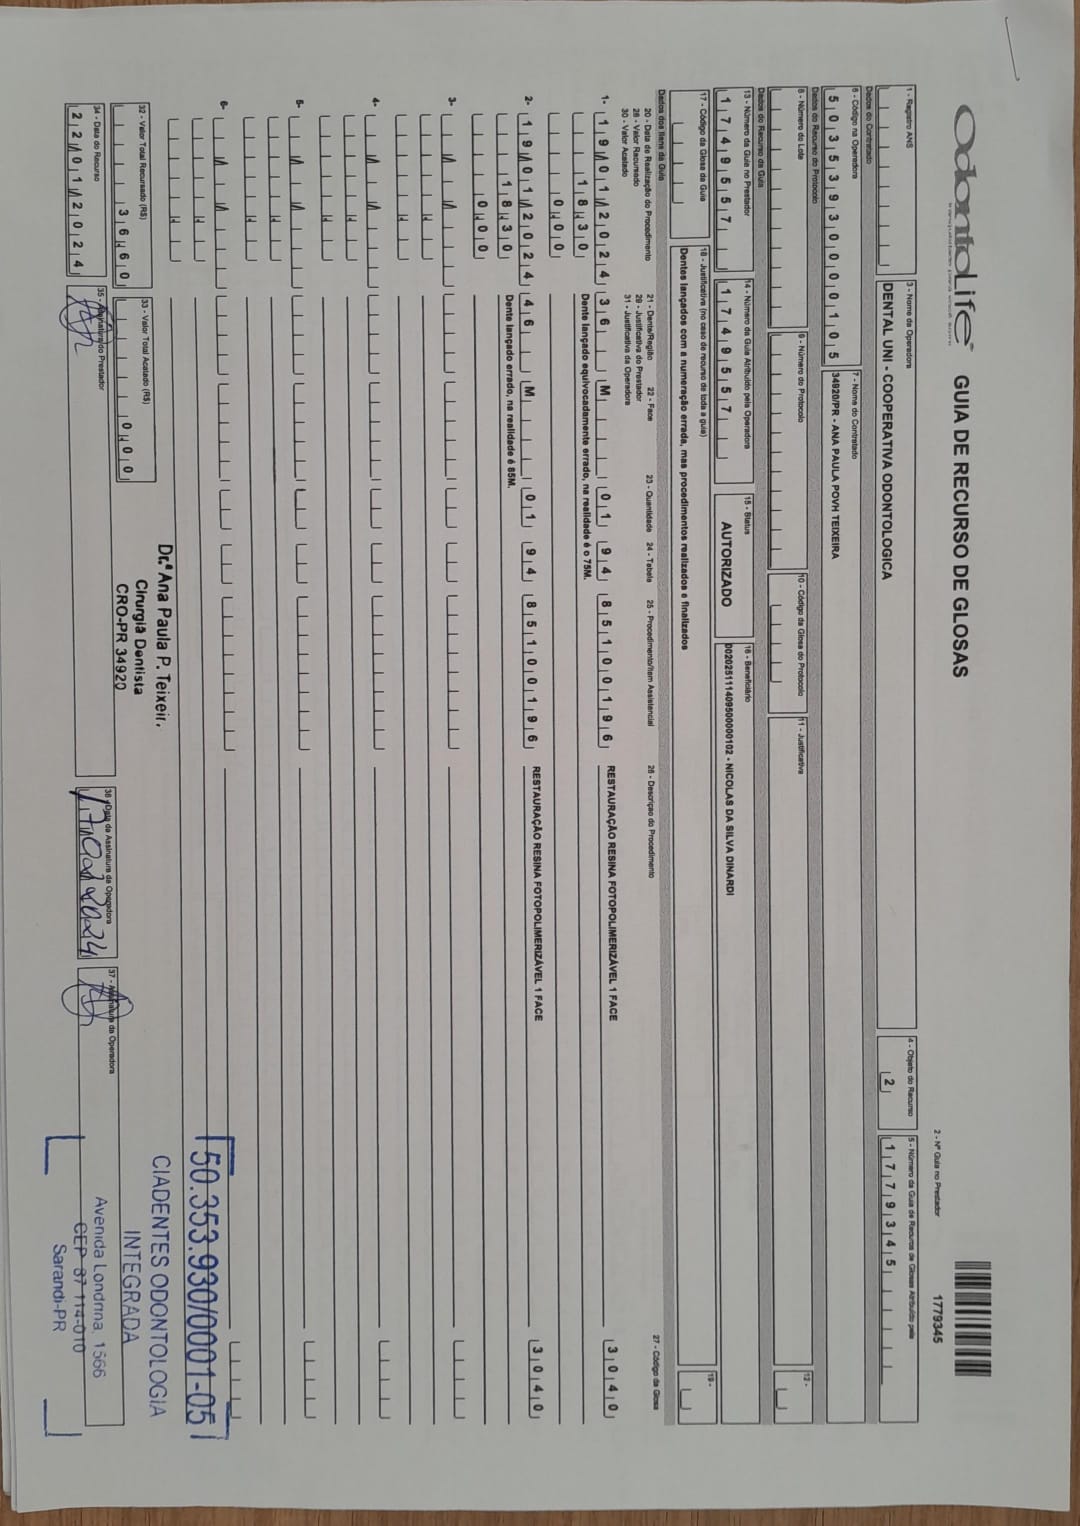 OdontoLife
GUIA DE RECURSO DE GLOSAS
2 - Nº Guia no Prestador 1779345
1 - Registro ANS
3 - Nome da Operadora
DENTAL UNI - COOPERATIVA ODONTOLOGICA
4 - Objeto do Recurso
2
5 - Número da Guia de Recurso de Glosas Atribuído pela
1779345
Dados do Contratado
6 - Código na Operadora
50353930000105
7 - Nome do Contratado
34920/PR - ANA PAULA POVH TEIXEIRA
Dados do Recurso do Protocolo
8 - Número do Lote
9 - Número do Protocolo
10 - Código da Glosa do Protocolo
11 - Justificativa
12 -
Dados do Recurso da Guia
13 - Número da Guia no Prestador
1749557
14 - Número da Guia Atribuído pela Operadora
1749557
15 - Status
AUTORIZADO
16 - Beneficiário
00202511140950000102 - NICOLAS DA SILVA DINARDI
17 - Código da Glosa da Guia
18 - Justificativa (no caso de recurso de toda a guia)
Dentes lançados com a numeração errada, mas procedimentos realizados e finalizados
19 -
Dados dos Itens da Guia
20 - Data de Realização do Procedimento 21 - Dente/Região 22 - Face 23 - Quantidade 24 - Tabela 25 - Procedimento/Item Assistencial 26 - Descrição do Procedimento 27 - Código da Glosa
28 - Valor Recursado 29 - Justificativa do Prestador
30 - Valor Acatado 31 - Justificativa da Operadora
1- 19/01/2024 36 M 01 94 85100196 RESTAURAÇÃO RESINA FOTOPOLIMERIZÁVEL 1 FACE 3040
18,30 Dente lançado equivocadamente errado, na realidade é o 75M.
0,00
2- 19/01/2024 46 M 01 94 85100196 RESTAURAÇÃO RESINA FOTOPOLIMERIZÁVEL 1 FACE 3040
18,30 Dente lançado errado, na realidade é 85M.
0,00
3-
4-
5-
6-
32 - Valor Total Recursado (R$)
36,60
33 - Valor Total Acatado (R$)
0,00
34 - Data do Recurso
22/01/2024
35 - Assinatura do Prestador
Dr.ª Ana Paula P. Teixeir.
Cirurgiã Dentista
CRO-PR 34920
36 - Data da Assinatura da Operadora
37 - Assinatura da Operadora
50.353.930/0001-05
CIADENTES ODONTOLOGIA
INTEGRADA
Avenida Londrina, 1566
CEP 87 114-010
Sarandi-PR